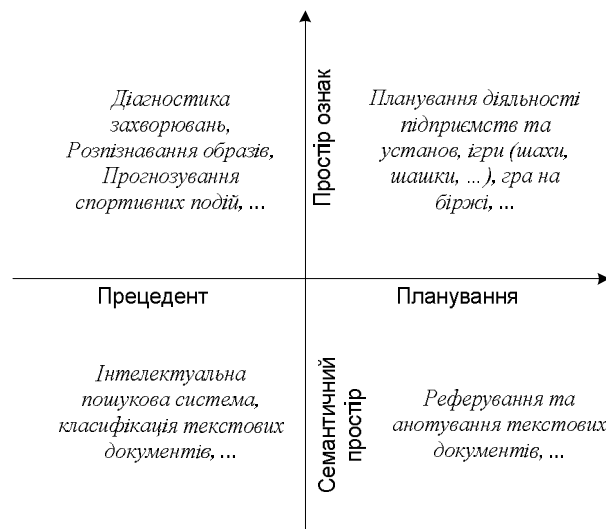 Діагностика
захворювань,
Розпізнавання образів,
Прогнозування
спортивних подій, ...
Простір ознак
Планування діяльності
підприємств та
установ, ігри (шахи,
шашки, ...), гра на
біржі, ...
Прецедент
Планування
Інтелектуальна
пошукова система,
класифікація текстових
документів, ...
Семантичний
простір
Реферування та
анотування текстових
документів, ...